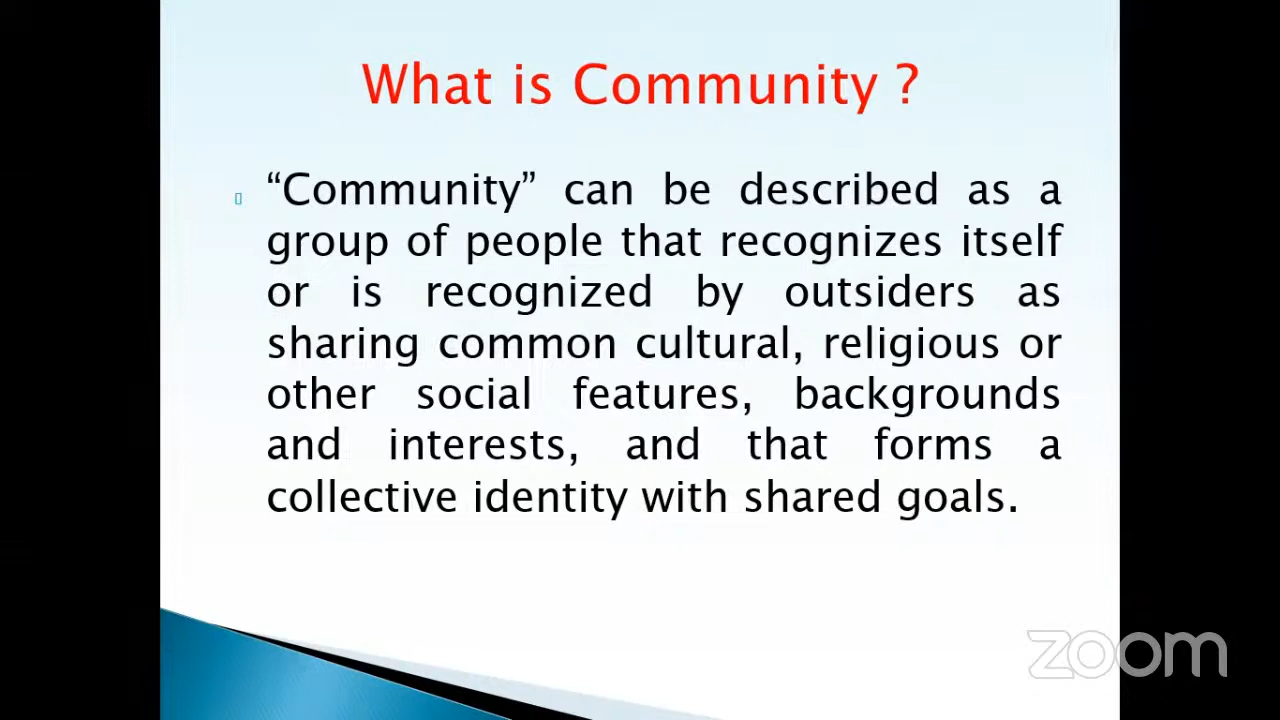 What is Community ?
“Community” can be described as a
group of people that recognizes itself
or is recognized by outsiders as
sharing common cultural, religious or
other social features, backgrounds
and interests, and that forms a
collective identity with shared goals.
zoom